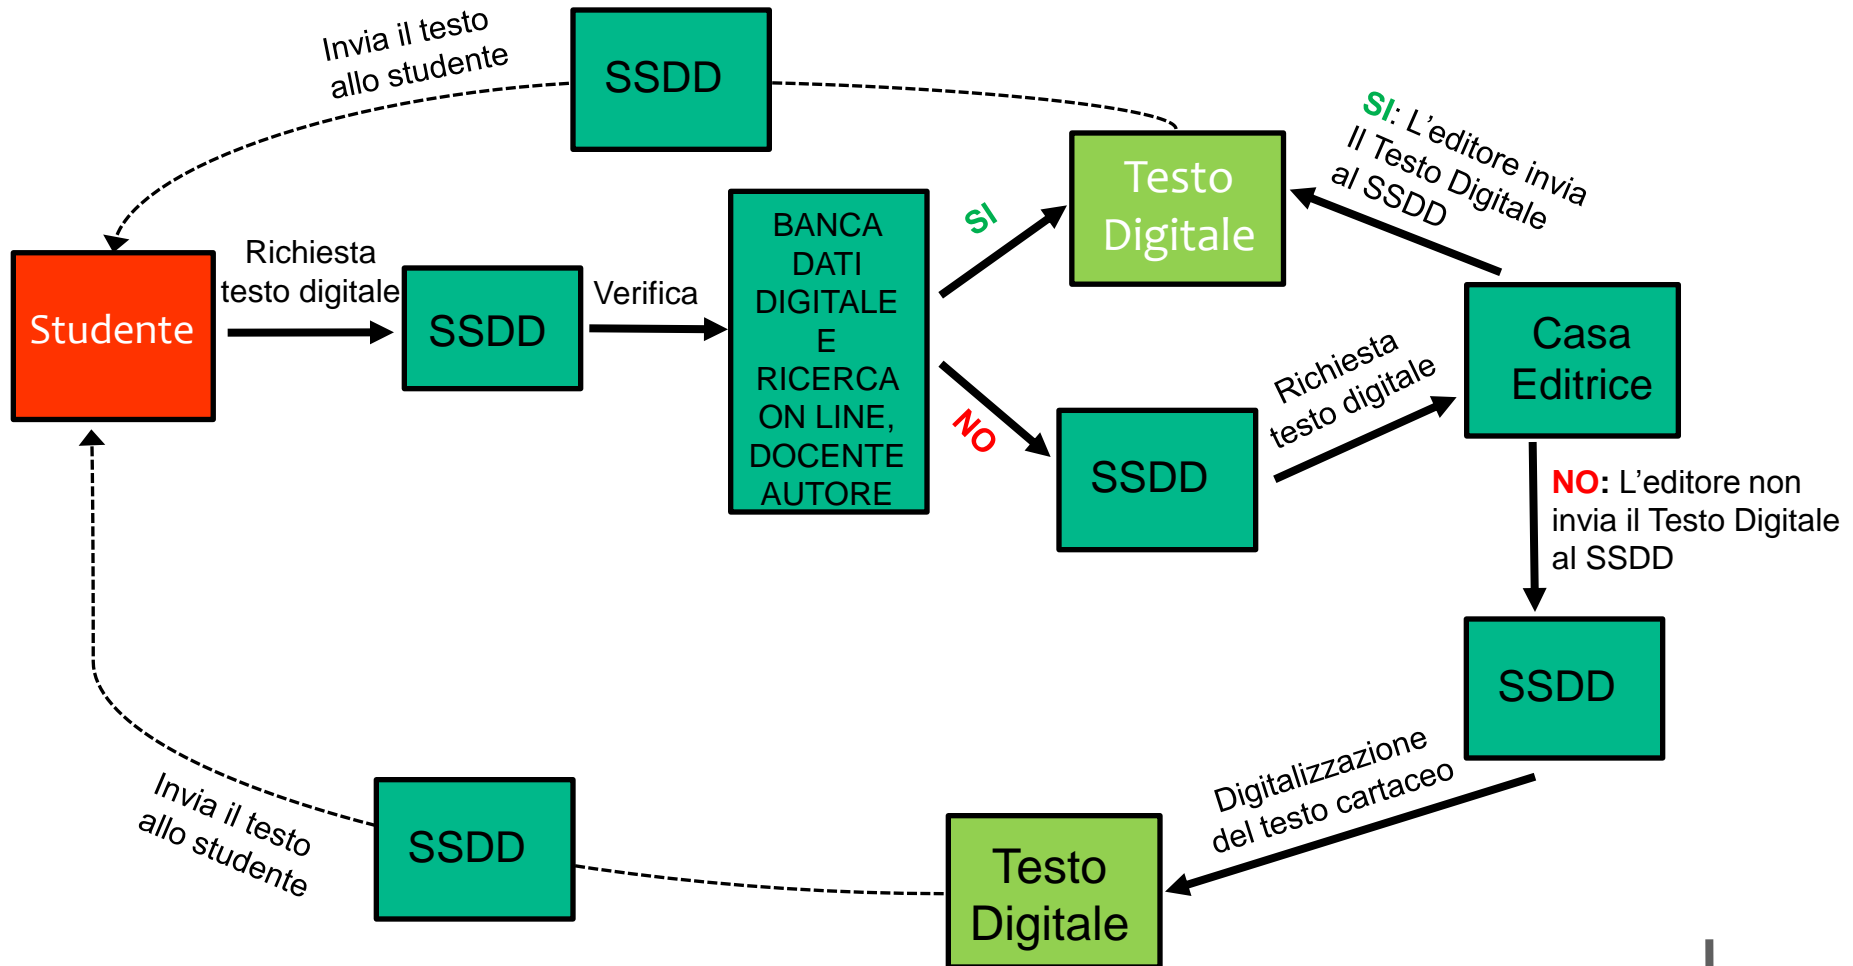 Invia il testo
allo studente
SSDD
SI: L'editore invia
Il Testo Digitale
al SSDD
Testo
Digitale
SI
BANCA
DATI
DIGITALE
E
RICERCA
ON LINE,
DOCENTE
AUTORE
Richiesta
testo digitale
Studente
SSDD
Verifica
NO
SSDD
Richiesta
testo digitale
Casa
Editrice
NO: L'editore non
invia il Testo Digitale
al SSDD
SSDD
Digitalizzazione
del testo cartaceo
Testo
Digitale
SSDD
Invia il testo
allo studente